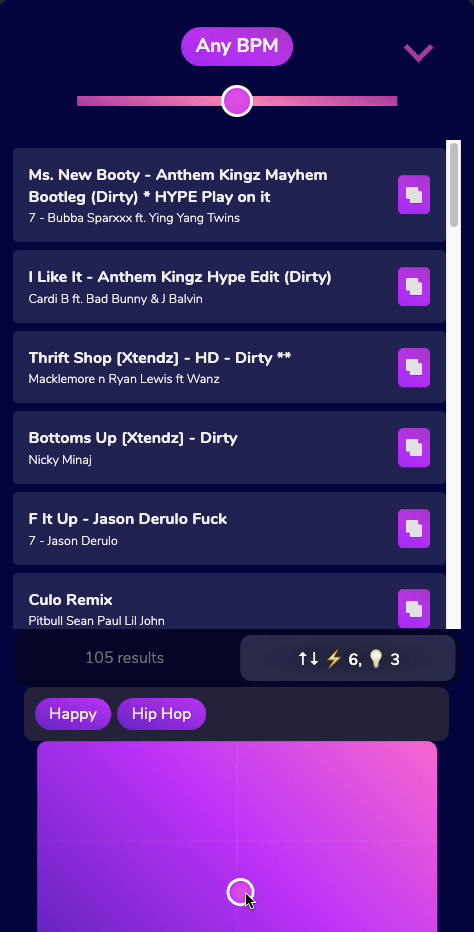 Any BPM
Ms. New Booty - Anthem Kingz Mayhem
Bootleg (Dirty) * HYPE Play on it
7 - Bubba Sparxxx ft. Ying Yang Twins
I Like It - Anthem Kingz Hype Edit (Dirty)
Cardi B ft. Bad Bunny & J Balvin
Thrift Shop [Xtendz] - HD - Dirty **
Macklemore n Ryan Lewis ft Wanz
Bottoms Up [Xtendz] - Dirty
Nicky Minaj
F It Up - Jason Derulo Fuck
7 - Jason Derulo
Culo Remix
Pitbull Sean Paul Lil John
105 results
↑↓ ⚡ 6, 💡 3
Happy
Hip Hop